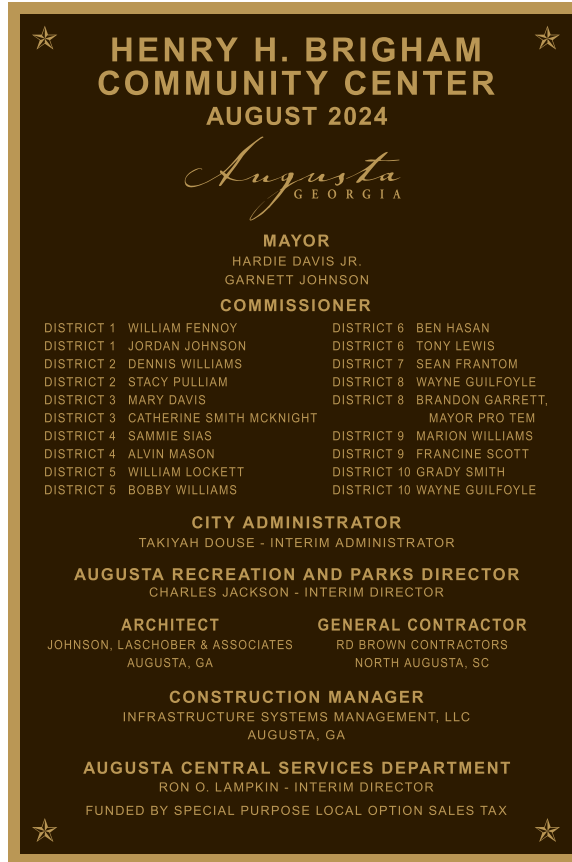 HENRY H. BRIGHAM
COMMUNITY CENTER
AUGUST 2024
Augusta
GEORGIA
MAYOR
HARDIE DAVIS JR.
GARNETT JOHNSON
COMMISSIONER
DISTRICT 1 WILLIAM FENNOY
DISTRICT 1 JORDAN JOHNSON
DISTRICT 2 DENNIS WILLIAMS
DISTRICT 2 STACY PULLIAM
DISTRICT 3 MARY DAVIS
DISTRICT 3 CATHERINE SMITH MCKNIGHT
DISTRICT 4 SAMMIE SIAS
DISTRICT 4 ALVIN MASON
DISTRICT 5 WILLIAM LOCKETT
DISTRICT 5 BOBBY WILLIAMS
DISTRICT 6 BEN HASAN
DISTRICT 6 TONY LEWIS
DISTRICT 7 SEAN FRANTOM
DISTRICT 8 WAYNE GUILFOYLE
DISTRICT 8 BRANDON GARRETT,
MAYOR PRO TEM
DISTRICT 9 MARION WILLIAMS
DISTRICT 9 FRANCINE SCOTT
DISTRICT 10 GRADY SMITH
DISTRICT 10 WAYNE GUILFOYLE
CITY ADMINISTRATOR
TAKIYAH DOUSE - INTERIM ADMINISTRATOR
AUGUSTA RECREATION AND PARKS DIRECTOR
CHARLES JACKSON - INTERIM DIRECTOR
ARCHITECT
JOHNSON, LASCHOBER & ASSOCIATES
AUGUSTA, GA
GENERAL CONTRACTOR
RD BROWN CONTRACTORS
NORTH AUGUSTA, SC
CONSTRUCTION MANAGER
INFRASTRUCTURE SYSTEMS MANAGEMENT, LLC
AUGUSTA, GA
AUGUSTA CENTRAL SERVICES DEPARTMENT
RON O. LAMPKIN - INTERIM DIRECTOR
FUNDED BY SPECIAL PURPOSE LOCAL OPTION SALES TAX